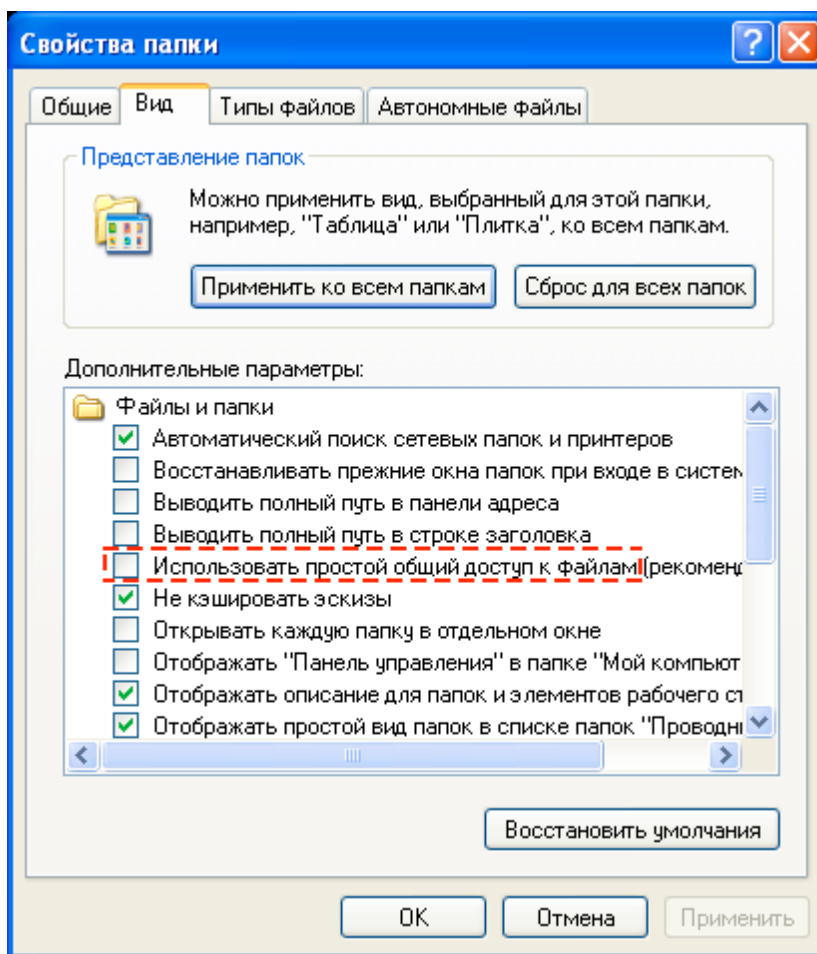 Свойства папки
Общие
Вид
Типы файлов
Автономные файлы
Представление папок
Можно применить вид, выбранный для этой папки,
например, "Таблица" или "Плитка", ко всем папкам.
Применить ко всем папкам
Сброс для всех папок
Дополнительные параметры:
Файлы и папки
Автоматический поиск сетевых папок и принтеров
Восстанавливать прежние окна папок при входе в систем
Выводить полный путь в панели адреса
Выводить полный путь в строке заголовка
Использовать простой общий доступ к файлам (рекоменд
Не кэшировать эскизы
Открывать каждую папку в отдельном окне
Отображать "Панель управления" в папке "Мой компьют
Отображать описание для папок и элементов рабочего ст
Отображать простой вид папок в списке папок "Проводни
Восстановить умолчания
ОК
Отмена
Применить